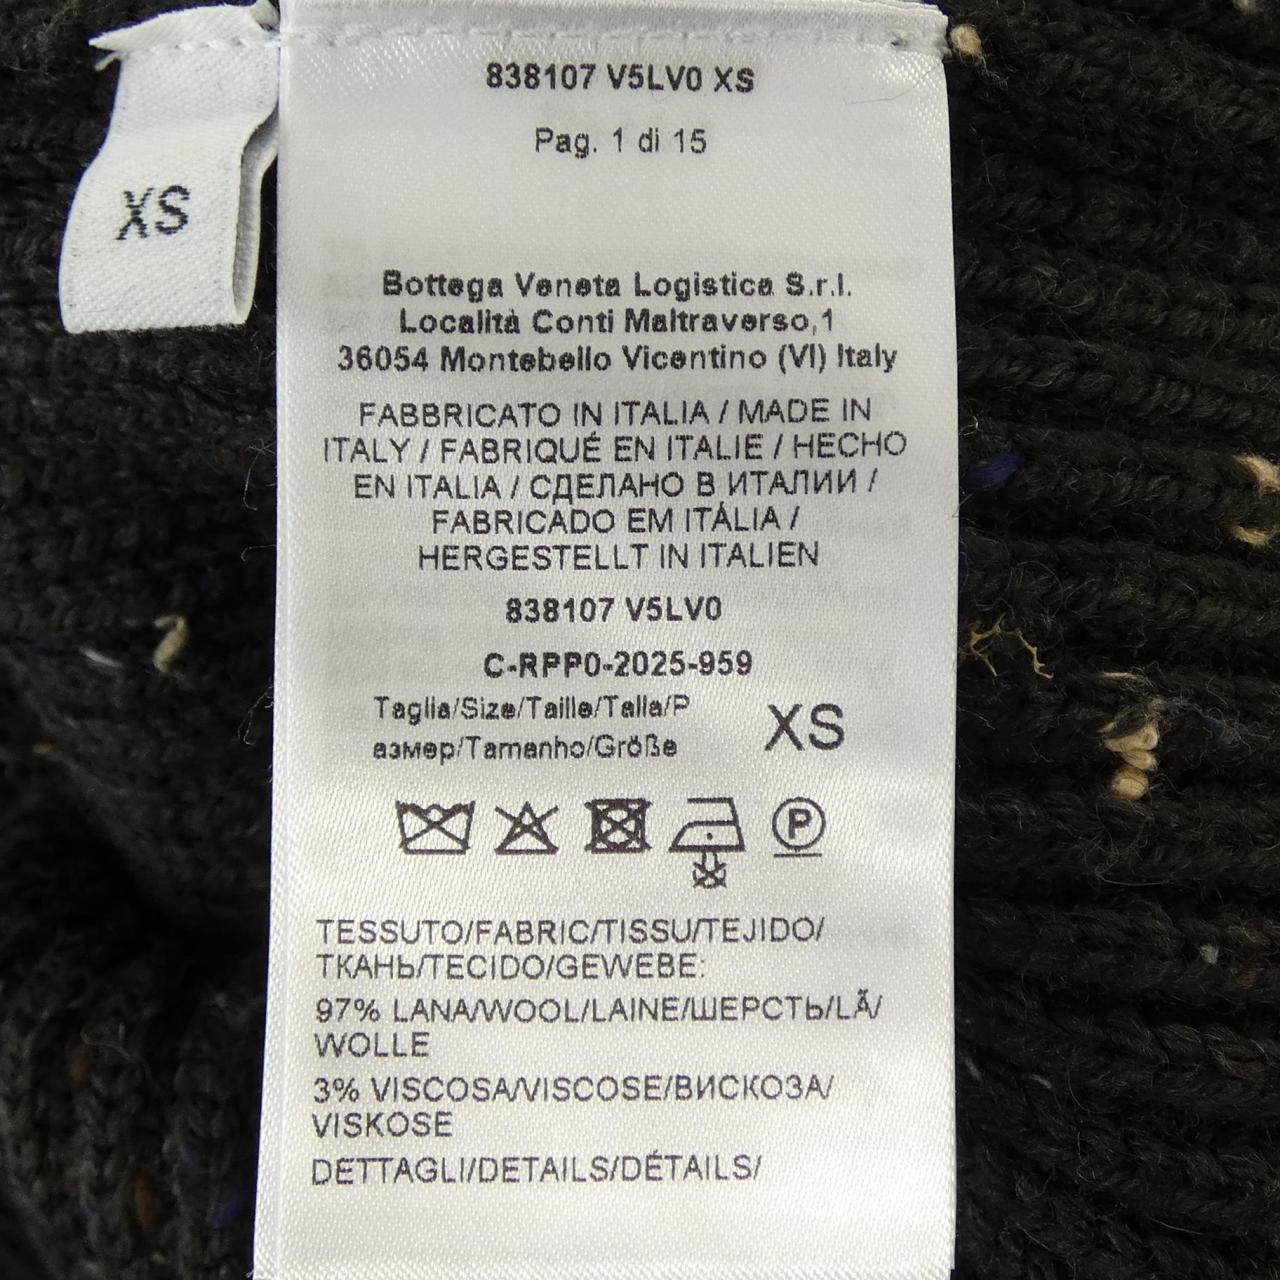 838107 V5LV0 XS
Pag. 1 di 15
XS
Bottega Veneta Logistica S.r.l.
Località Conti Maltraverso,1
36054 Montebello Vicentino (VI) Italy
FABBRICATO IN ITALIA / MADE IN
ITALY / FABRIQUÉ EN ITALIE / HECHO
EN ITALIA / СДЕЛАНО В ИТАЛИИ /
FABRICADO EM ITÁLIA /
HERGESTELLT IN ITALIEN
838107 V5LV0
C-RPP0-2025-959
Taglia/Size/Taille/Talla/P
азмер/Tamanho/Größe
XS
P
TESSUTO/FABRIC/TISSU/TEJIDO/
ТКАНЬ/TECIDO/GEWEBE:
97% LANA/WOOL/LAINE/ШЕРСТЬ/LÃ/
WOLLE
3% VISCOSA/VISCOSE/ВИСКОЗА/
VISKOSE
DETTAGLI/DETAILS/DÉTAILS/